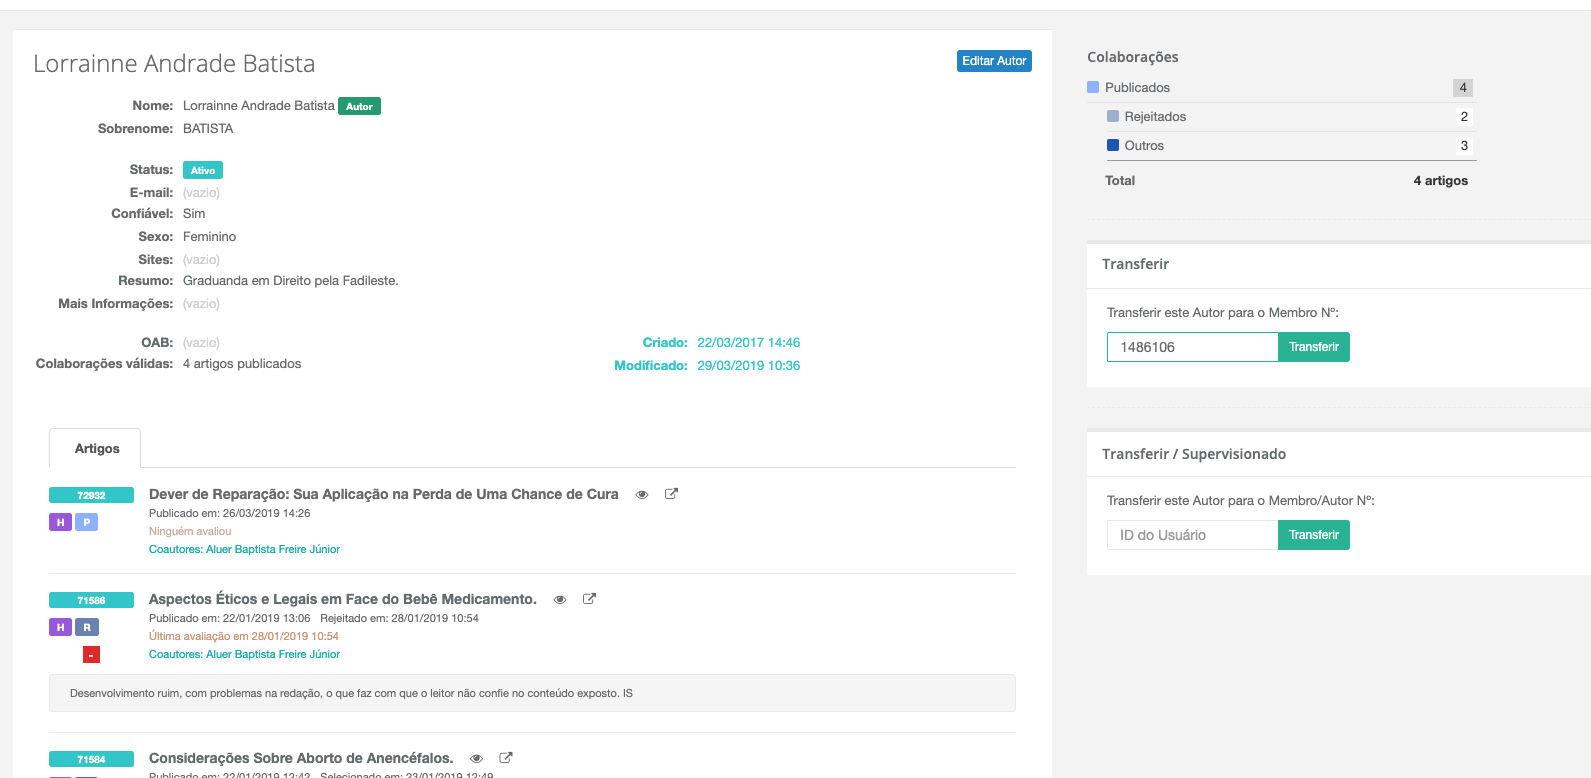 Lorrainne Andrade Batista
Editar Autor
Nome: Lorrainne Andrade Batista Autor
Sobrenome: BATISTA
Status: Ativo
E-mail: (vazio)
Confiável: Sim
Sexo: Feminino
Sites: (vazio)
Resumo: Graduanda em Direito pela Fadileste.
Mais Informações: (vazio)
OAB: (vazio)
Criado: 22/03/2017 14:46
Colaborações válidas: 4 artigos publicados
Modificado: 29/03/2019 10:36
Artigos
72932
Dever de Reparação: Sua Aplicação na Perda de Uma Chance de Cura
H P
Publicado em: 26/03/2019 14:26
Ninguém avaliou
Coautores: Aluer Baptista Freire Júnior
71586
Aspectos Éticos e Legais em Face do Bebê Medicamento.
H R
Publicado em: 22/01/2019 13:06 Rejeitado em: 28/01/2019 10:54
Última avaliação em 28/01/2019 10:54
-
Coautores: Aluer Baptista Freire Júnior
Desenvolvimento ruim, com problemas na redação, o que faz com que o leitor não confie no conteúdo exposto. IS
71584
Considerações Sobre Aborto de Anencéfalos.
Publicado em: 22/01/2019 12:42 Selecionado em: 23/01/2019 12:49
Colaborações
Publicados 4
Rejeitados 2
Outros 3
Total 4 artigos
Transferir
Transferir este Autor para o Membro Nº:
1486106 Transferir
Transferir / Supervisionado
Transferir este Autor para o Membro/Autor Nº:
ID do Usuário Transferir